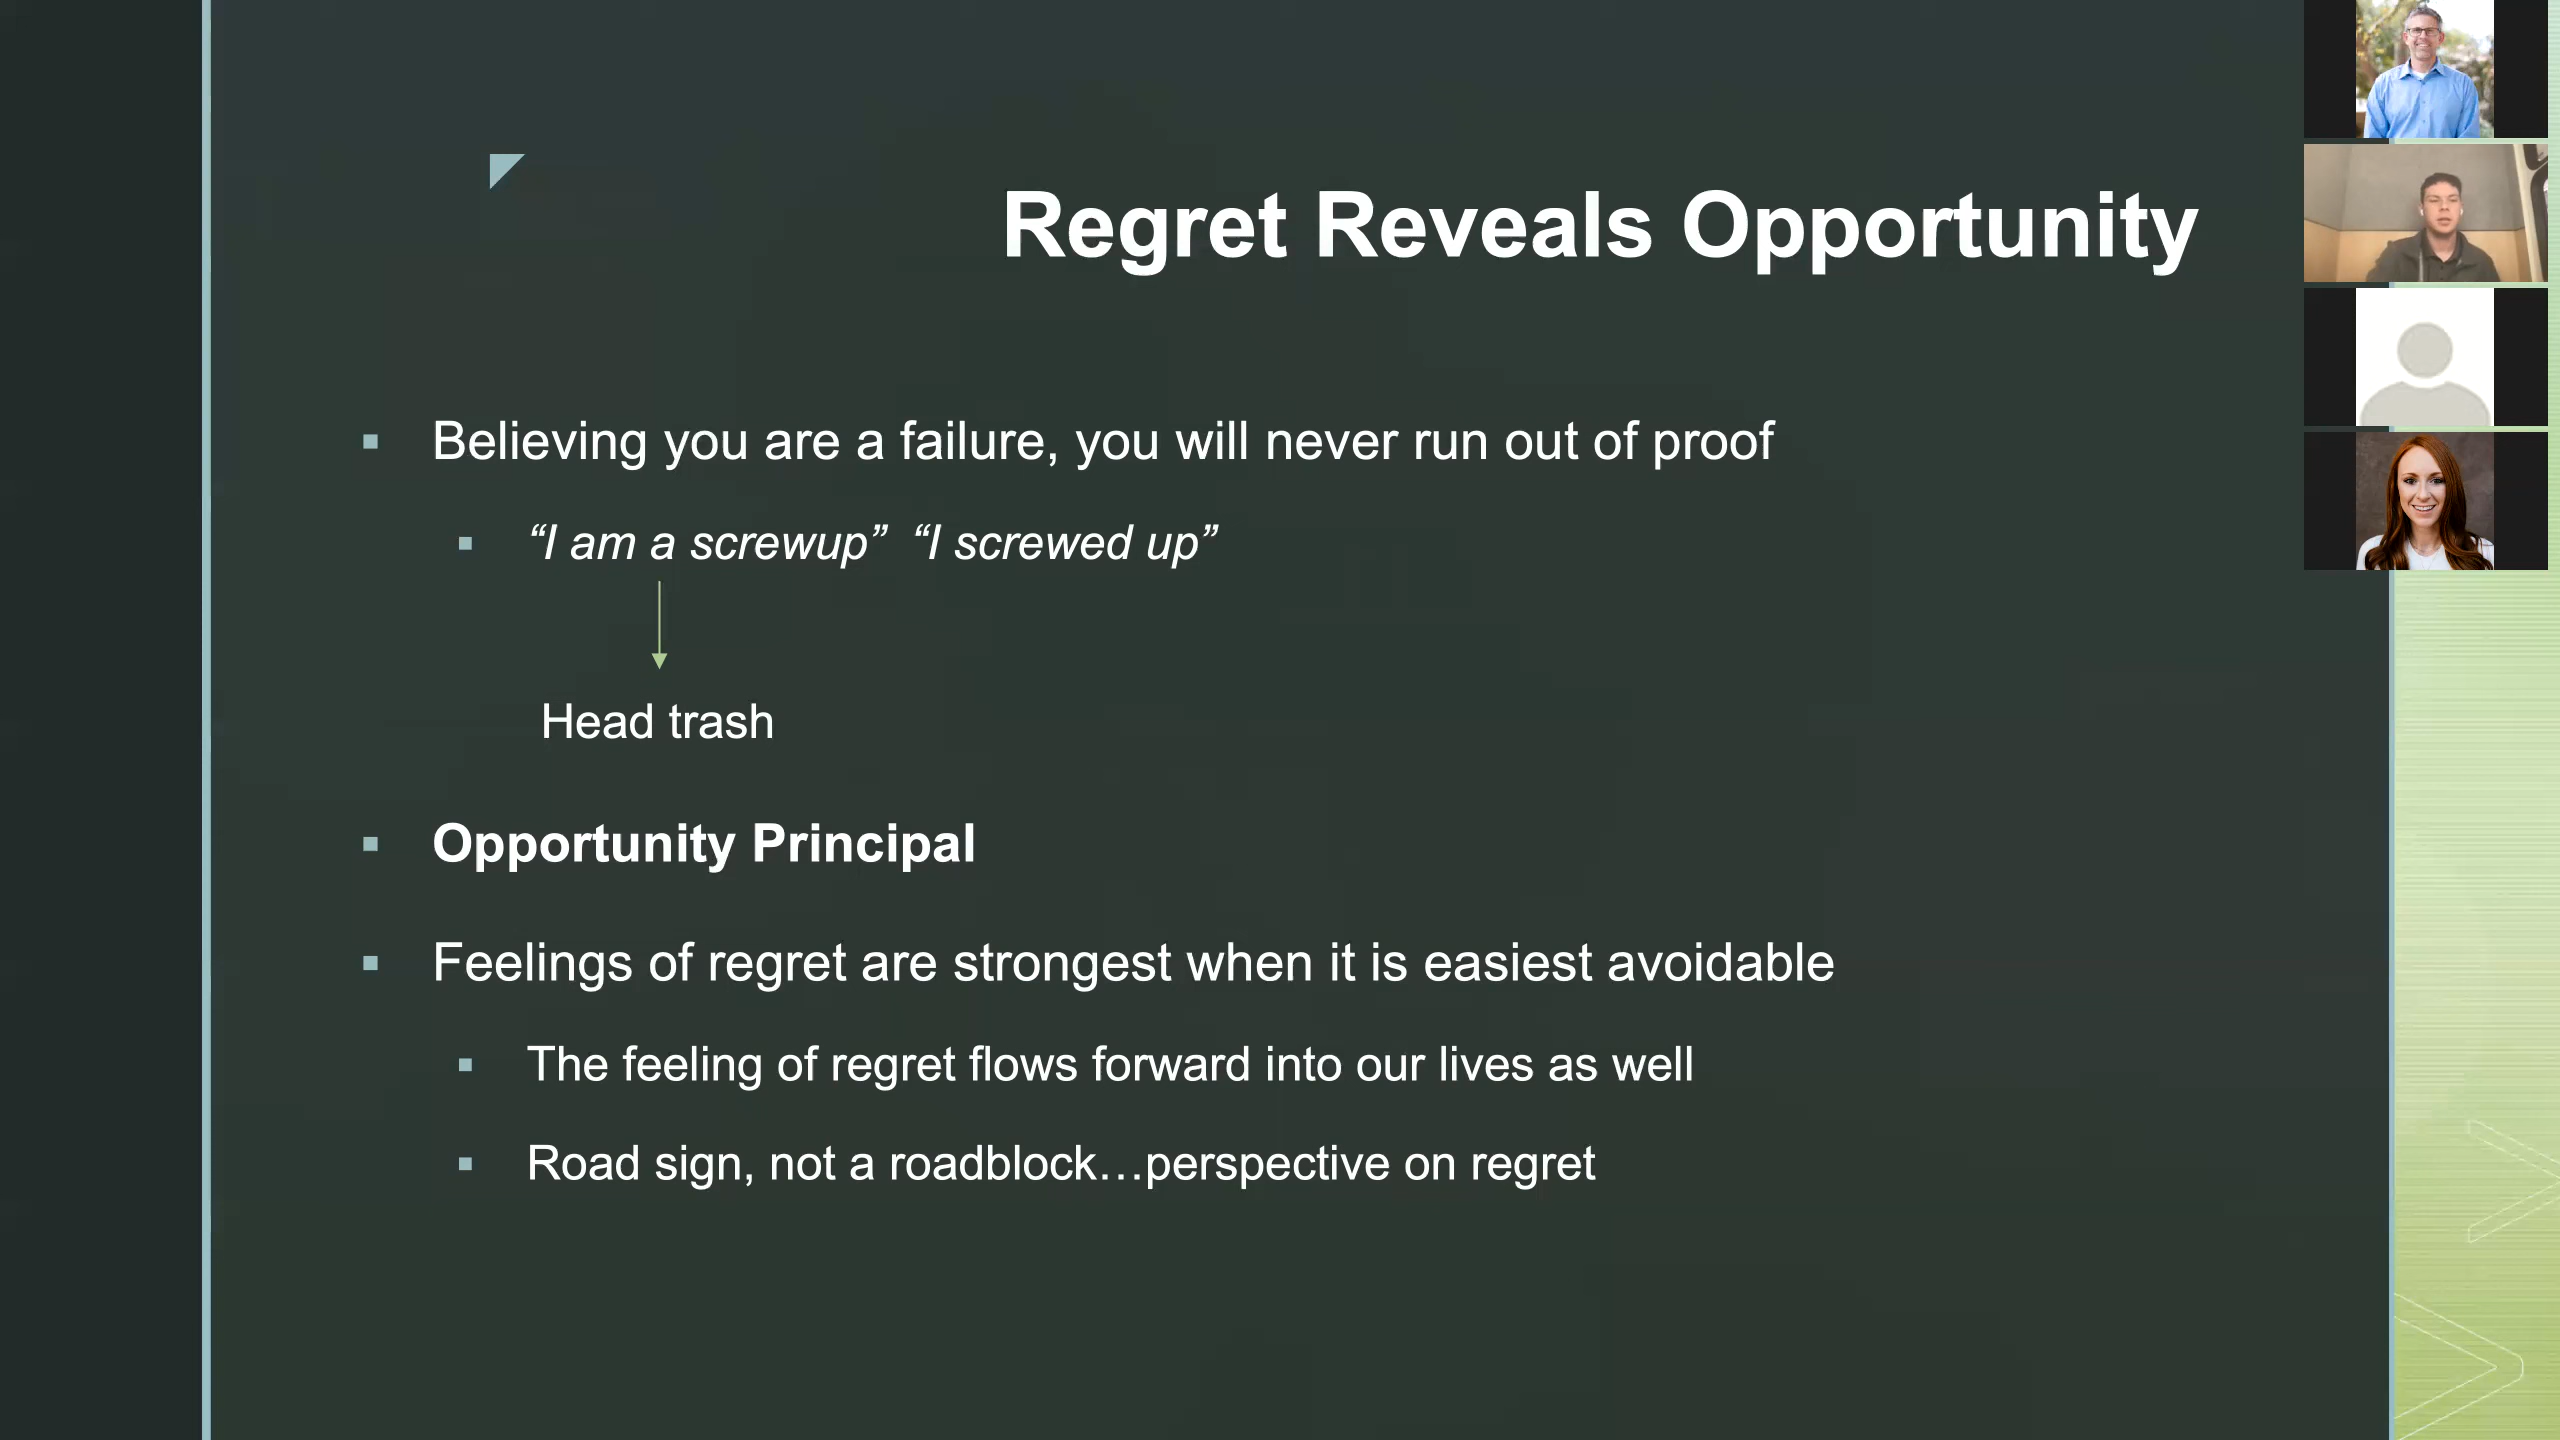 Regret Reveals Opportunity
Believing you are a failure, you will never run out of proof
“I am a screwup”  “I screwed up”
Head trash
Opportunity Principal
Feelings of regret are strongest when it is easiest avoidable
The feeling of regret flows forward into our lives as well
Road sign, not a roadblock…perspective on regret